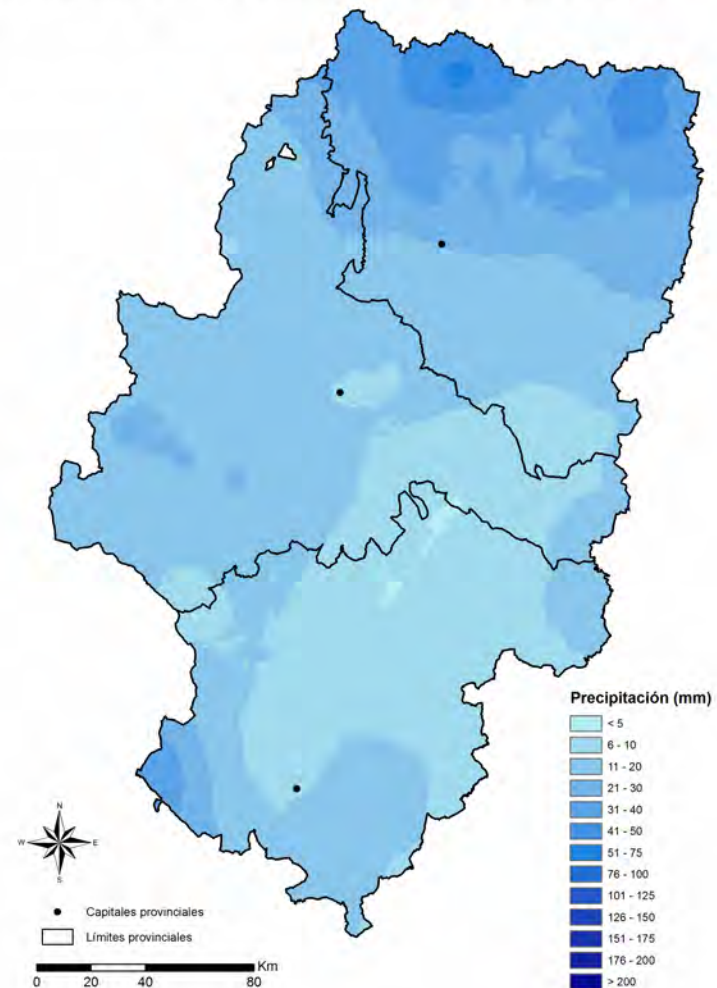 Precipitación (mm)
< 5
6 - 10
11 - 20
21 - 30
31 - 40
41 - 50
51 - 75
76 - 100
101 - 125
126 - 150
151 - 175
176 - 200
> 200
N
W
E
S
Capitales provinciales
Límites provinciales
Km
0 20 40 80